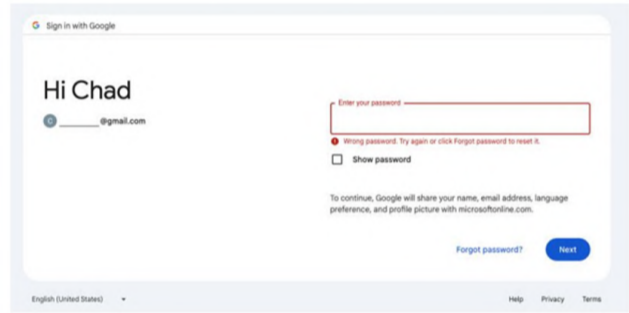 Sign in with Google
Hi Chad
C ______@gmail.com
Enter your password
Wrong password. Try again or click Forgot password to reset it.
Show password
To continue, Google will share your name, email address, language
preference, and profile picture with microsoftonline.com.
Forgot password? Next
English (United States) Help Privacy Terms